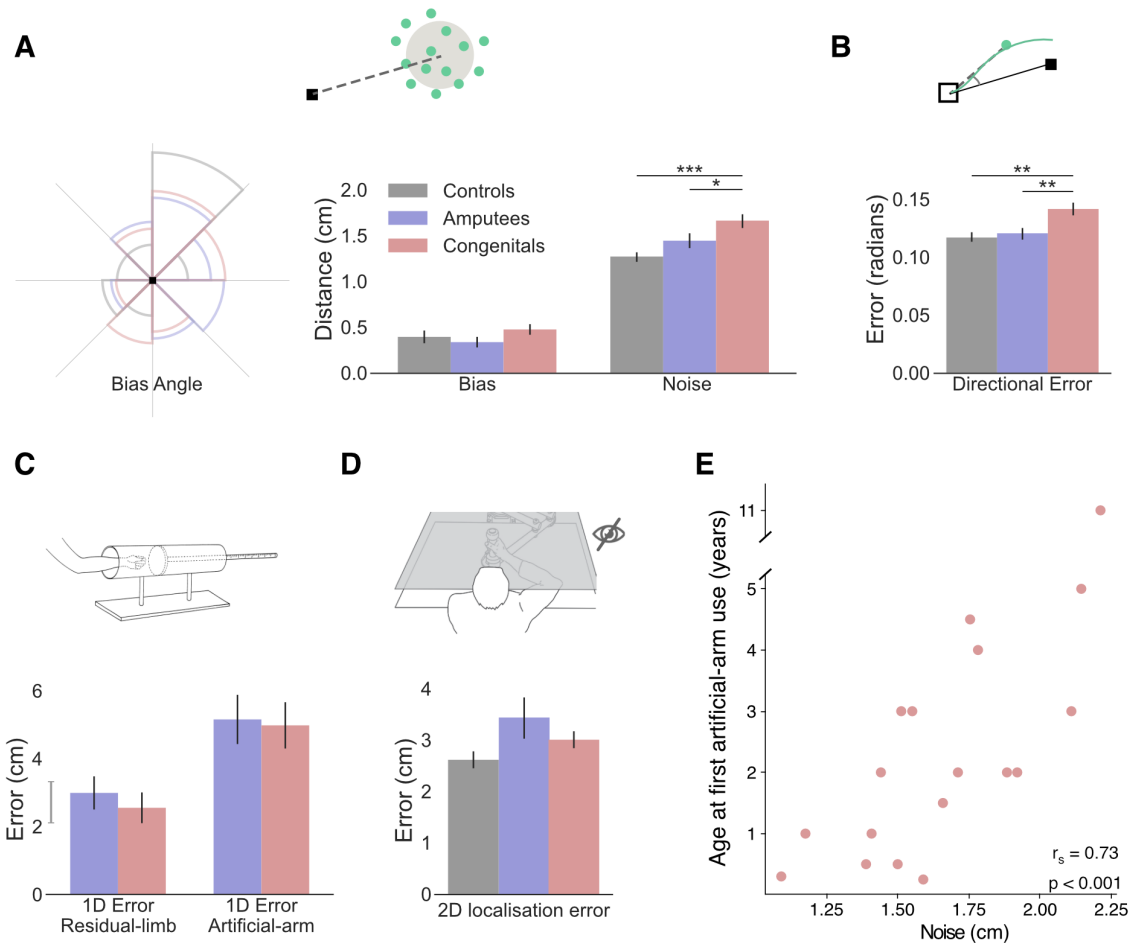 A
B
Bias Angle
Distance (cm)
2.0
1.5
1.0
0.5
0.0
Controls
Amputees
Congenitals
***
*
Bias
Noise
Error (radians)
0.15
0.10
0.05
0.00
**
**
Directional Error
C
D
E
Error (cm)
6
4
2
0
1D Error
Residual-limb
1D Error
Artificial-arm
Error (cm)
4
3
2
1
0
2D localisation error
Age at first artificial-arm use (years)
11
5
4
3
2
1
r_s = 0.73
p < 0.001
1.25
1.50
1.75
2.00
2.25
Noise (cm)